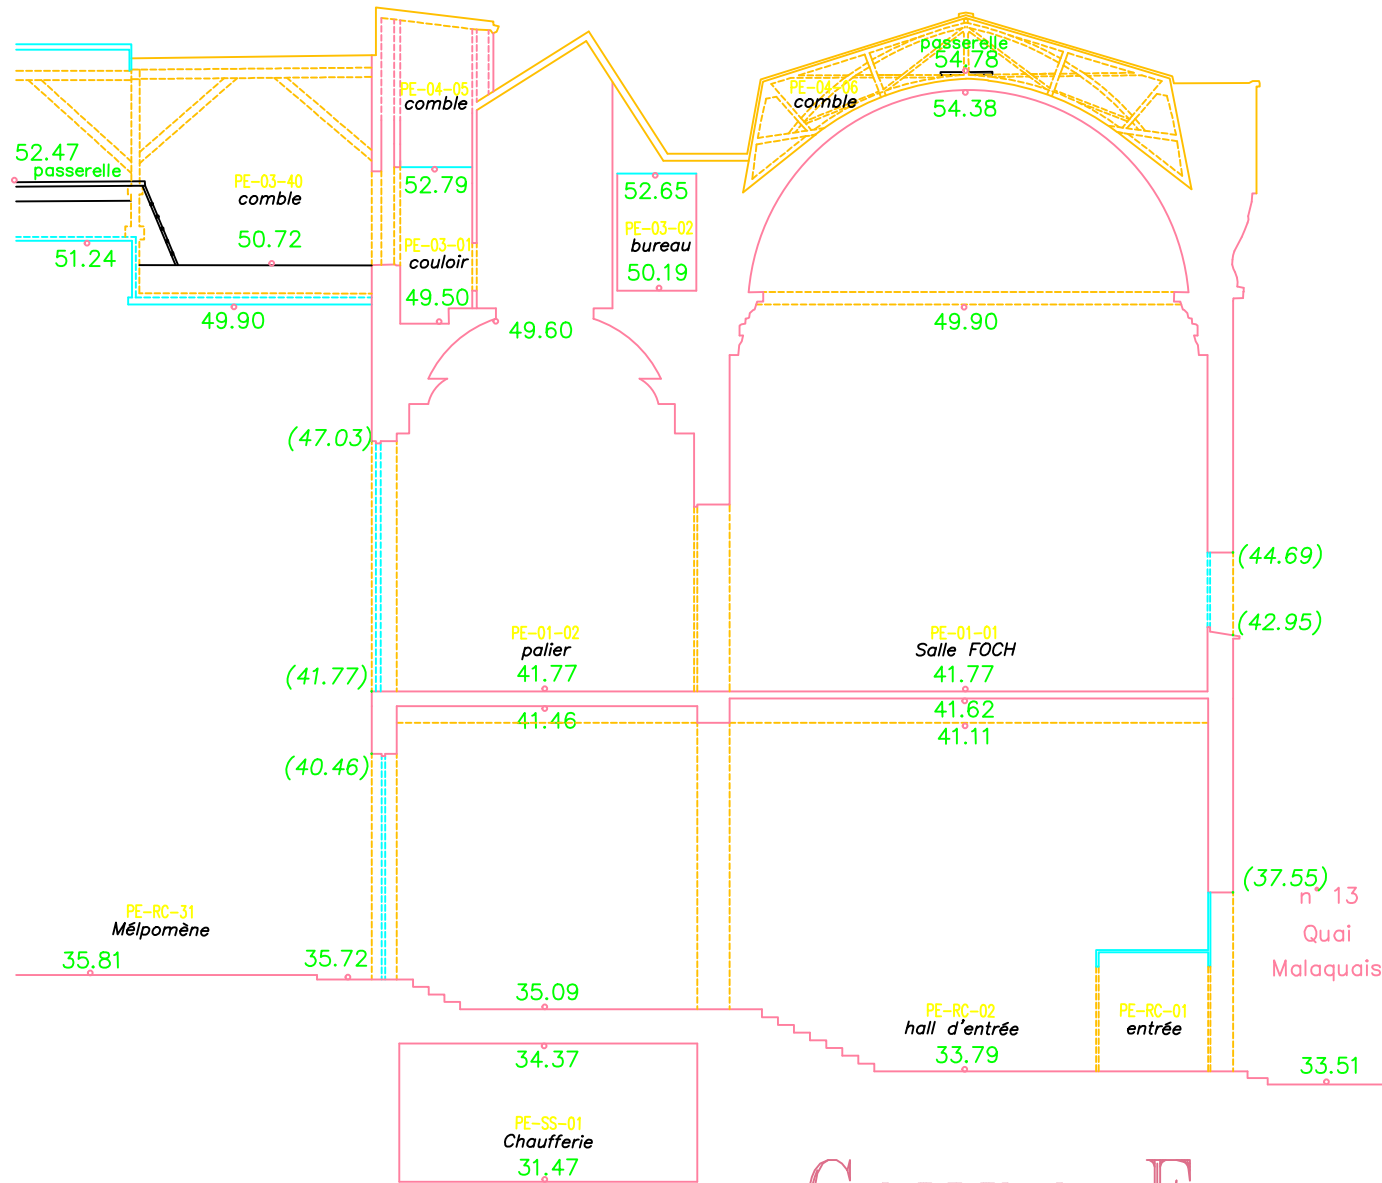 passerelle
54.78
PE-04-05
comble
PE-04-06
comble
54.38
52.47
passerelle
PE-03-40
comble
52.79
52.65
PE-03-02
bureau
50.72
51.24
PE-03-01
couloir
50.19
49.50
49.90
49.60
49.90
(47.03)
(44.69)
(42.95)
PE-01-02
palier
41.77
PE-01-01
Salle FOCH
41.77
(41.77)
41.46
41.62
41.11
(40.46)
(37.55)
n° 13
Quai
Malaquais
PE-RC-31
Mélpomène
35.81
35.72
35.09
PE-RC-02
hall d'entrée
33.79
PE-RC-01
entrée
33.51
34.37
PE-SS-01
Chaufferie
31.47